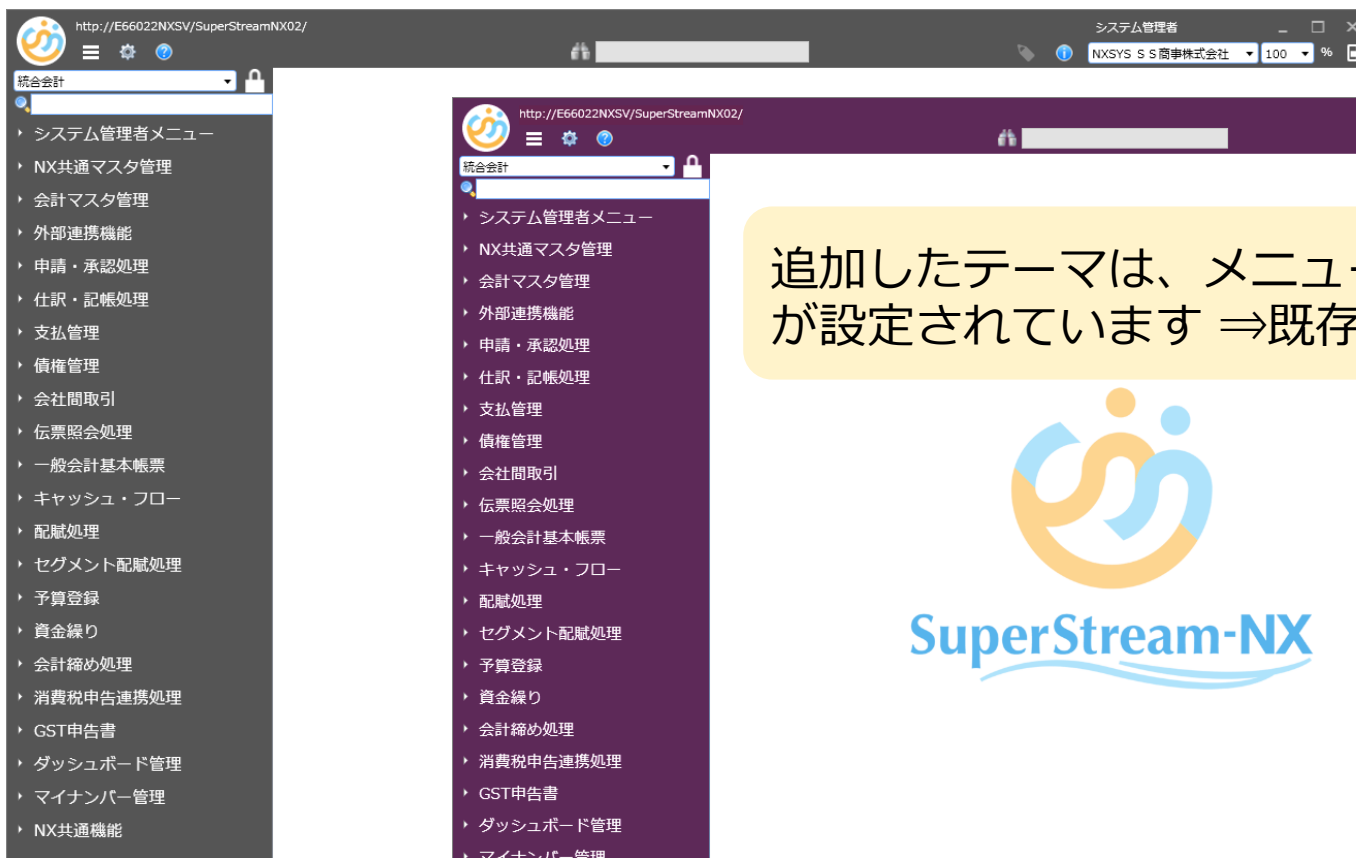 http://E66022NXSV/SuperStreamNX02/
システム管理者
NXSYS ＳＳ商事株式会社
100
%
統合会計
システム管理者メニュー
NX共通マスタ管理
会計マスタ管理
外部連携機能
申請・承認処理
仕訳・記帳処理
支払管理
債権管理
会社間取引
伝票照会処理
一般会計基本帳票
キャッシュ・フロー
配賦処理
セグメント配賦処理
予算登録
資金繰り
会計締め処理
消費税申告連携処理
GST申告書
ダッシュボード管理
マイナンバー管理
NX共通機能
http://E66022NXSV/SuperStreamNX02/
統合会計
システム管理者メニュー
NX共通マスタ管理
会計マスタ管理
外部連携機能
申請・承認処理
仕訳・記帳処理
支払管理
債権管理
会社間取引
伝票照会処理
一般会計基本帳票
キャッシュ・フロー
配賦処理
セグメント配賦処理
予算登録
資金繰り
会計締め処理
消費税申告連携処理
GST申告書
ダッシュボード管理
マイナンバー管理
追加したテーマは、メニュー
が設定されています ⇒既存
SuperStream-NX